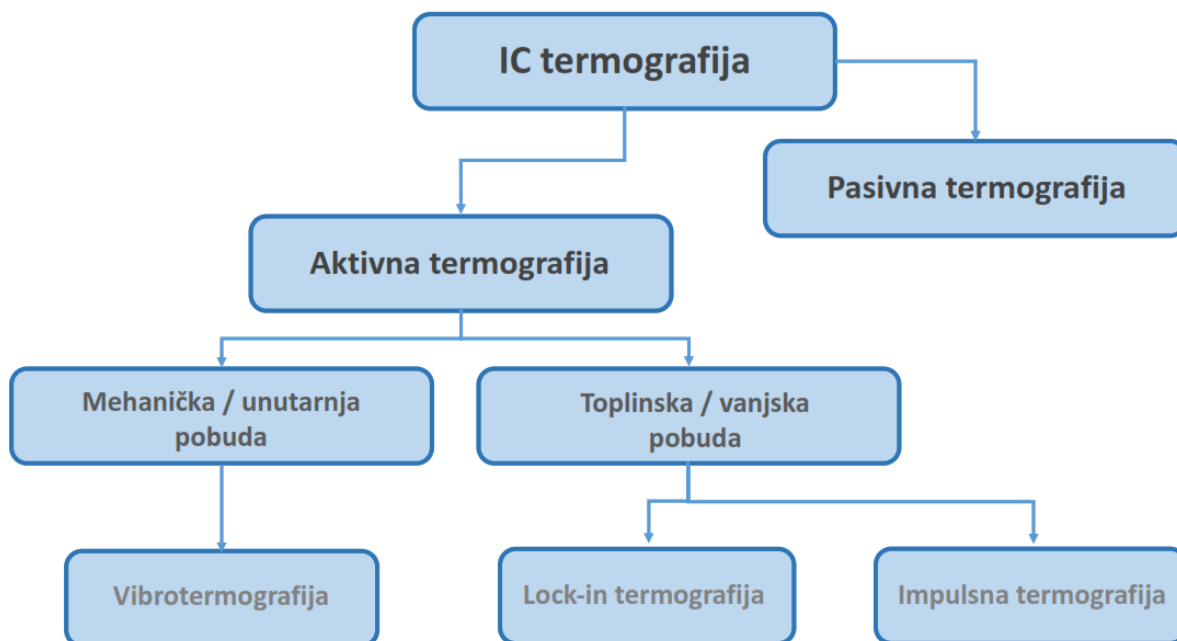 IC termografija
Pasivna termografija
Aktivna termografija
Mehanička / unutarnja
pobuda
Toplinska / vanjska
pobuda
Vibrotermografija
Lock-in termografija
Impulsna termografija